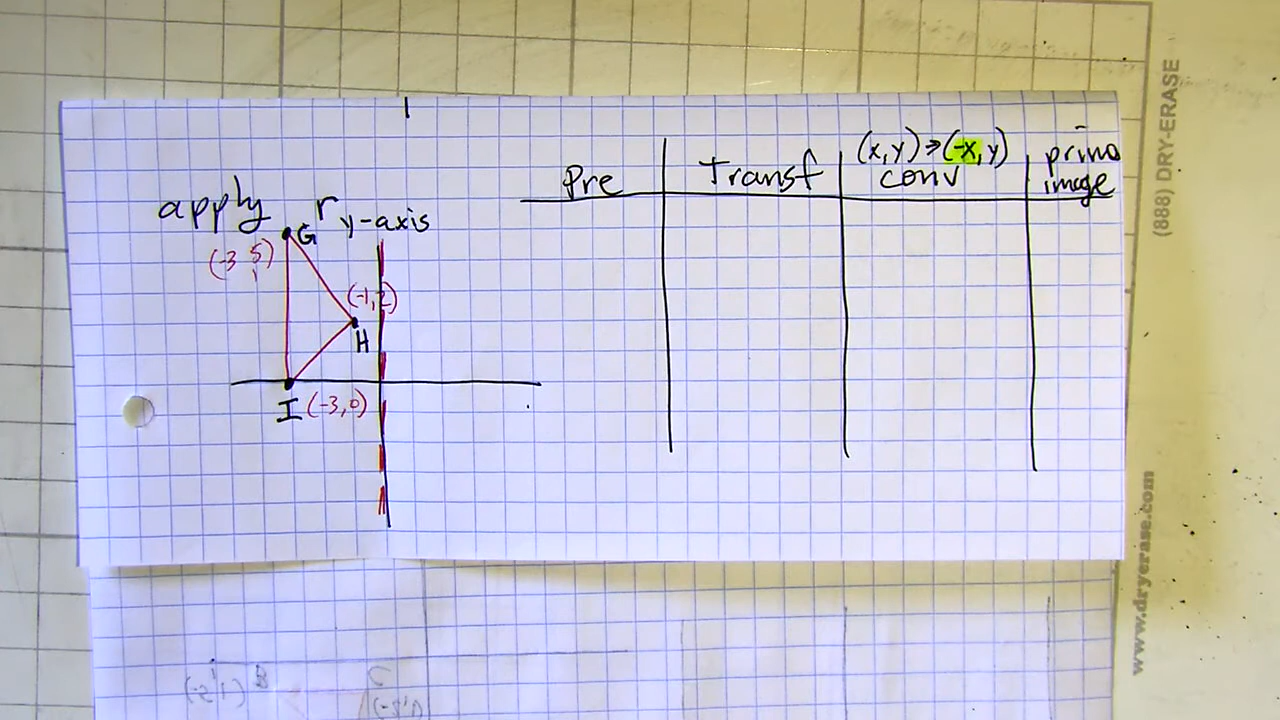 apply r y-axis
G
(-3, 5)
(-1, 2)
H
I (-3, 0)
(x, y) → (-x, y)
Pre Transf conv prime
image
(888) DRY-ERASE
www.dryerase.com
B
C